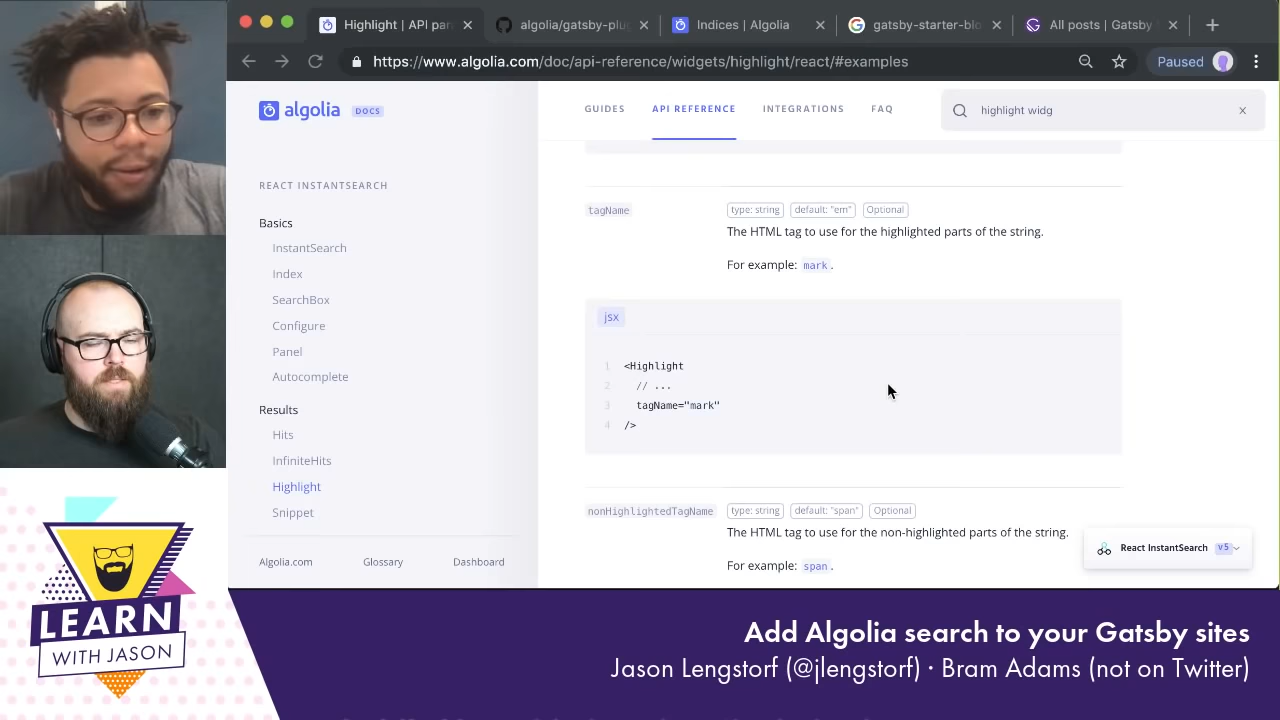 Highlight | API par
algolia/gatsby-plug
Indices | Algolia
gatsby-starter-blo
All posts | Gatsby
https://www.algolia.com/doc/api-reference/widgets/highlight/react/#examples
Paused
algolia DOCS
GUIDES
API REFERENCE
INTEGRATIONS
FAQ
highlight widg
REACT INSTANTSEARCH
Basics
InstantSearch
Index
SearchBox
Configure
Panel
Autocomplete
Results
Hits
InfiniteHits
Highlight
Snippet
Algolia.com
Glossary
Dashboard
tagName
type: string default: "em" Optional
The HTML tag to use for the highlighted parts of the string.
For example: mark.
jsx
1 <Highlight
2 // ...
3 tagName="mark"
4 />
nonHighlightedTagName
type: string default: "span" Optional
The HTML tag to use for the non-highlighted parts of the string.
For example: span.
React InstantSearch v5
LEARN
WITH JASON
Add Algolia search to your Gatsby sites
Jason Lengstorf (@jlengstorf) · Bram Adams (not on Twitter)